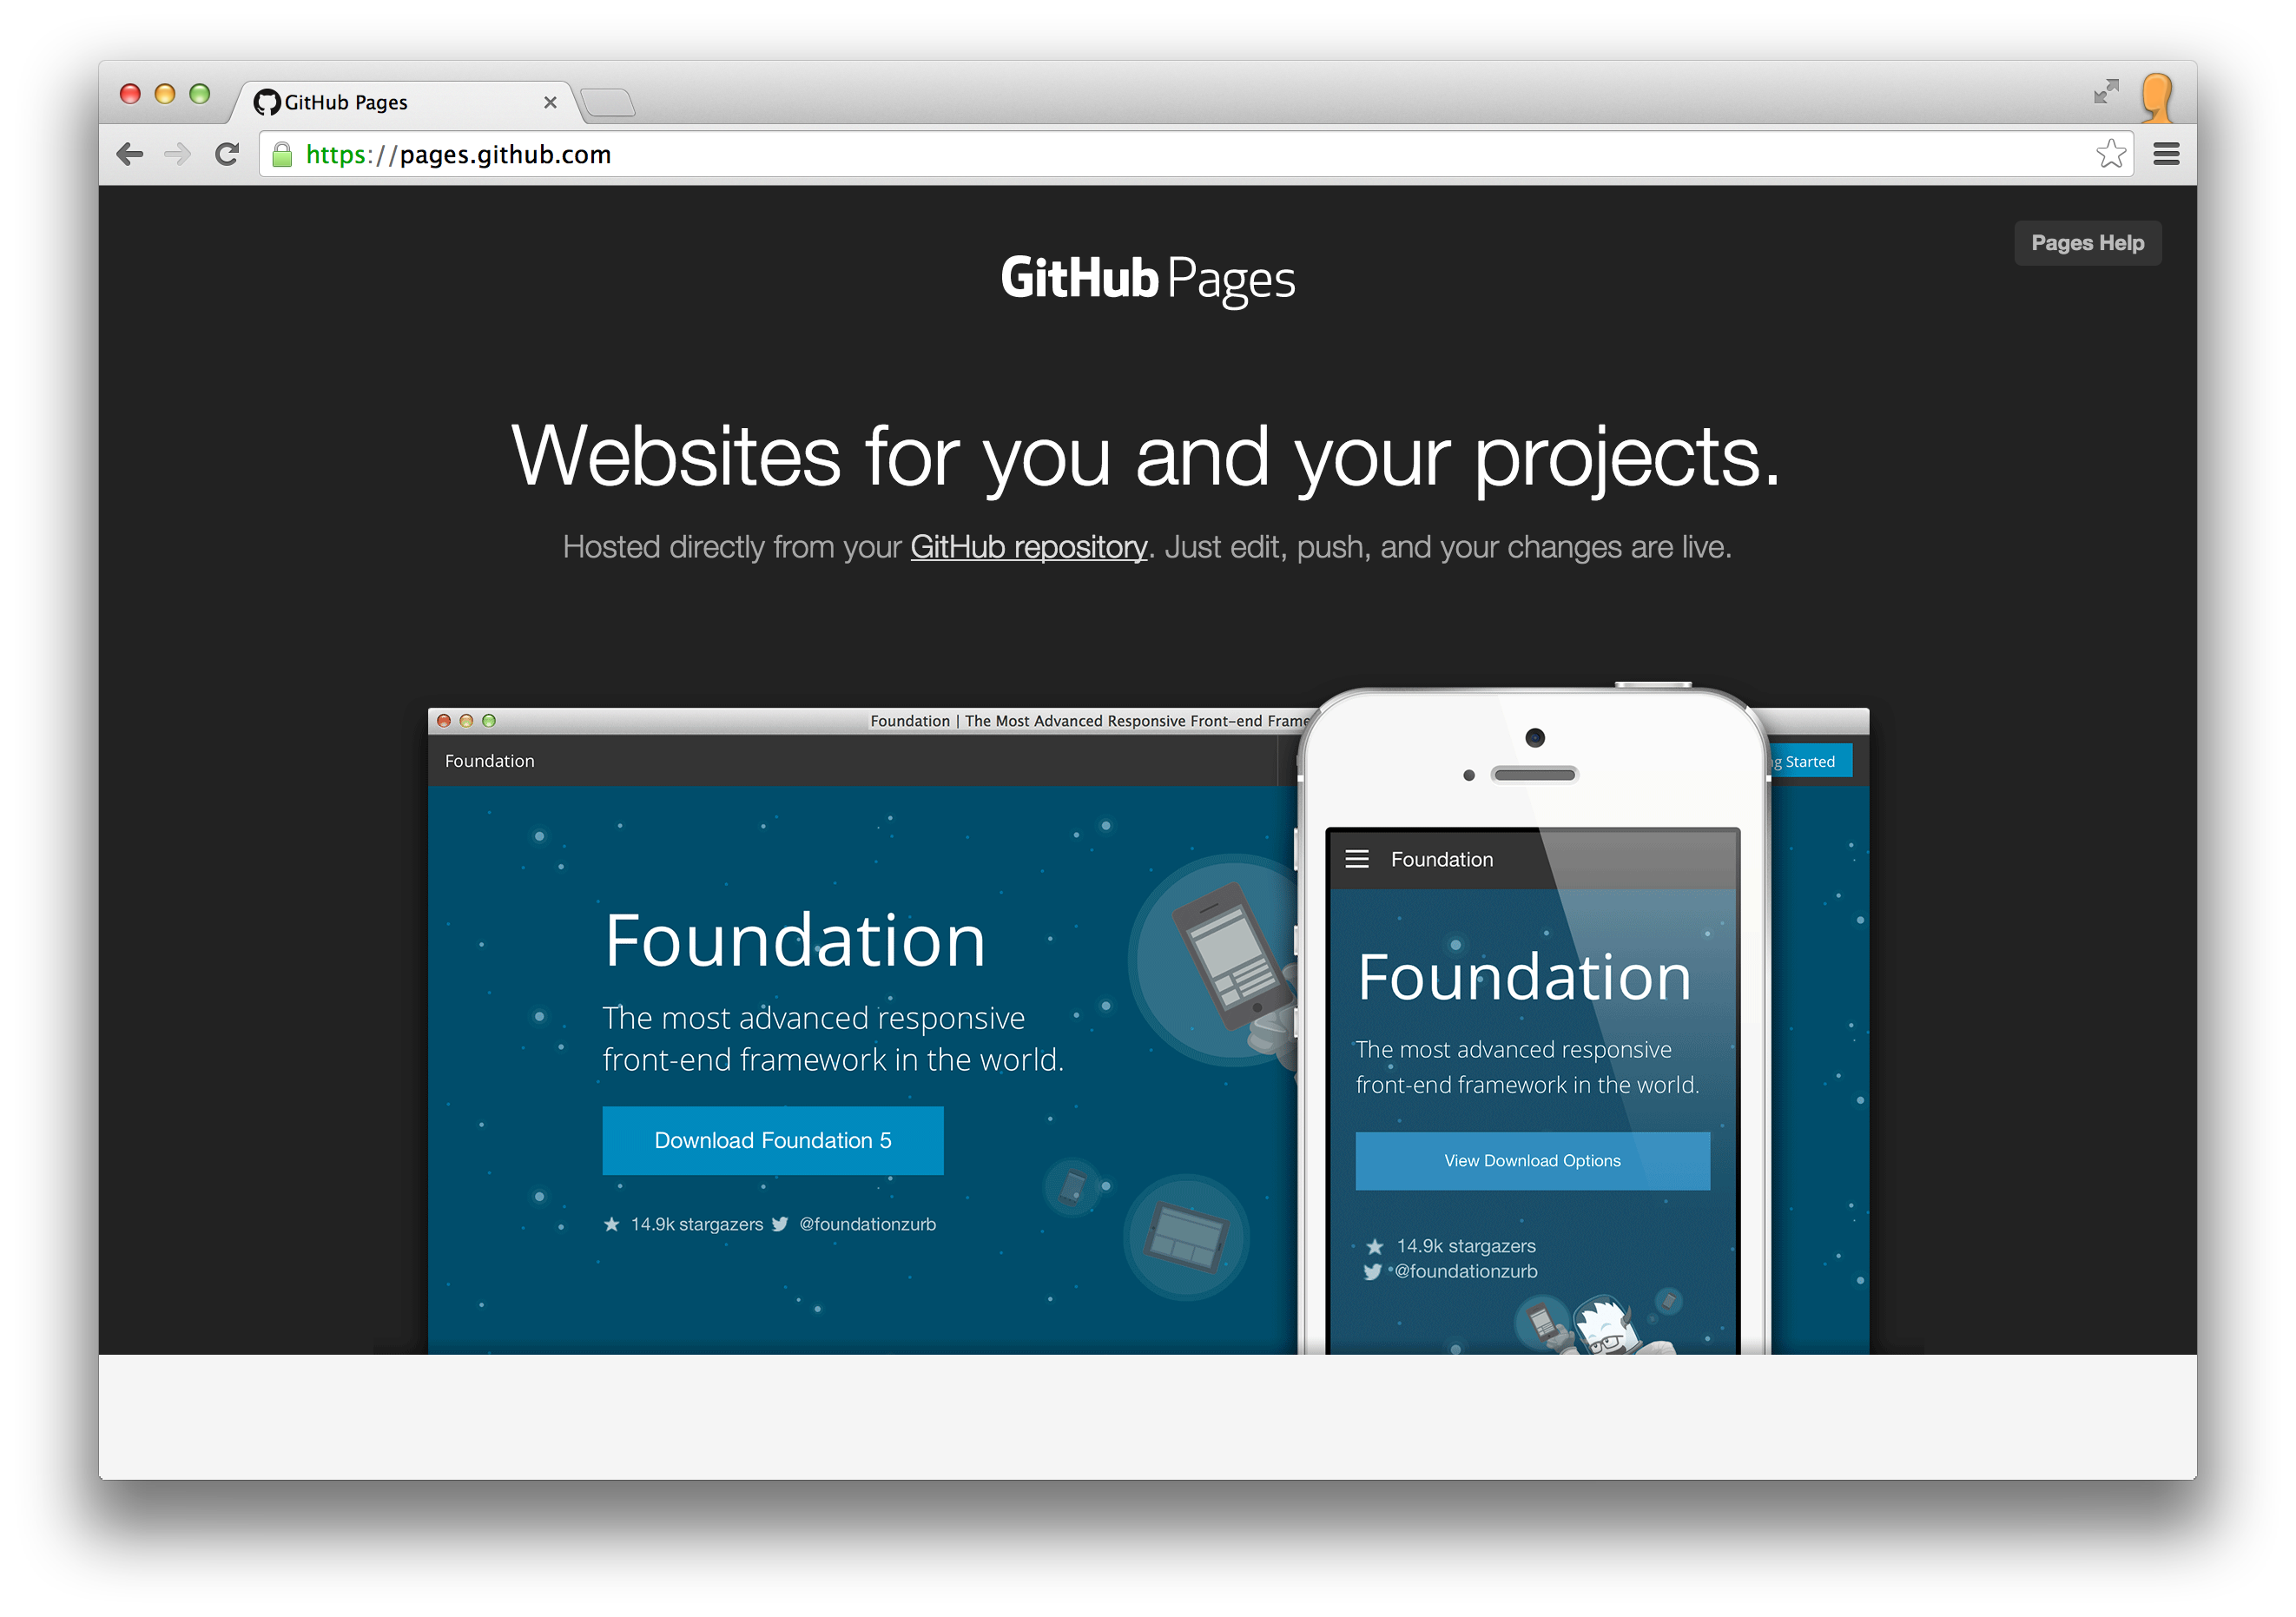 GitHub Pages
https://pages.github.com
Pages Help
GitHub Pages
Websites for you and your projects.
Hosted directly from your GitHub repository. Just edit, push, and your changes are live.
Foundation | The Most Advanced Responsive Front-end
Foundation
Started
Foundation
The most advanced responsive
front-end framework in the world.
Download Foundation 5
14.9k stargazers @foundationzurb
Foundation
Foundation
The most advanced responsive
front-end framework in the world.
View Download Options
14.9k stargazers
@foundationzurb